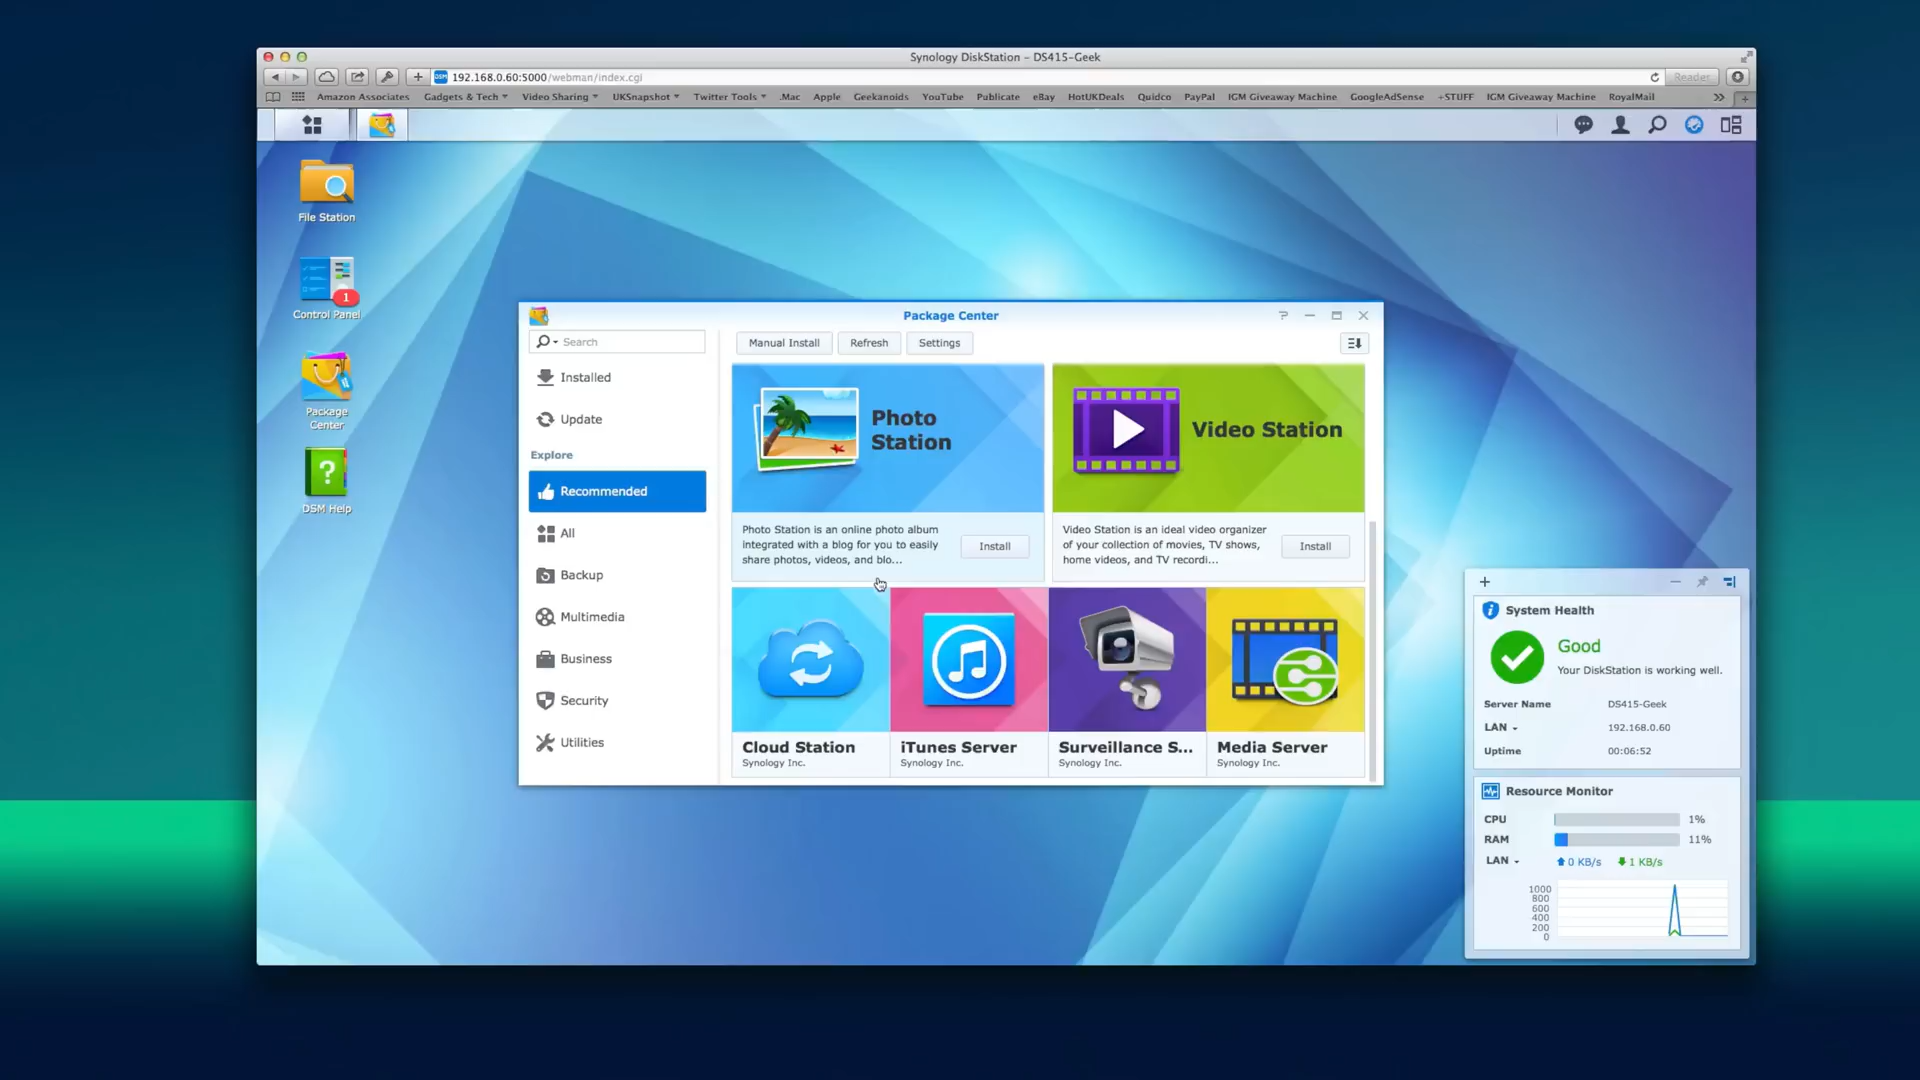 Synology DiskStation – DS415-Geek
192.168.0.60:5000/webman/index.cgi
Reader
Amazon Associates Gadgets & Tech Video Sharing UKSnapshot Twitter Tools .Mac Apple Geekanoids YouTube Publicate eBay HotUKDeals Quidco PayPal IGM Giveaway Machine GoogleAdSense +STUFF IGM Giveaway Machine RoyalMail
File Station
1
Control Panel
Package
Center
?
DSM Help
Package Center
Search
Manual Install Refresh Settings
Installed
Update
Explore
Recommended
All
Backup
Multimedia
Business
Security
Utilities
Photo
Station
Photo Station is an online photo album
integrated with a blog for you to easily
share photos, videos, and blo...
Install
Video Station
Video Station is an ideal video organizer
of your collection of movies, TV shows,
home videos, and TV recordi...
Install
Cloud Station
Synology Inc.
iTunes Server
Synology Inc.
Surveillance S...
Synology Inc.
Media Server
Synology Inc.
System Health
Good
Your DiskStation is working well.
Server Name DS415-Geek
LAN 192.168.0.60
Uptime 00:06:52
Resource Monitor
CPU 1%
RAM 11%
LAN 0 KB/s 1 KB/s
1000
800
600
400
200
0